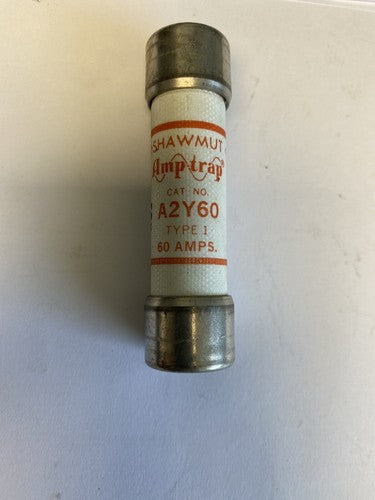 SHAWMUT
Amp-trap®
CAT NO.
A2Y60
TYPE 1
60 AMPS.